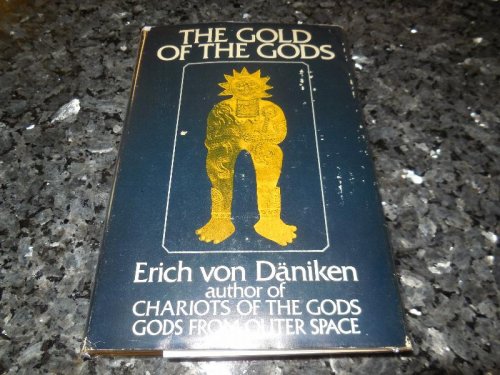 THE GOLD
OF THE GODS
Erich von Däniken
author of
CHARIOTS OF THE GODS
GODS FROM OUTER SPACE